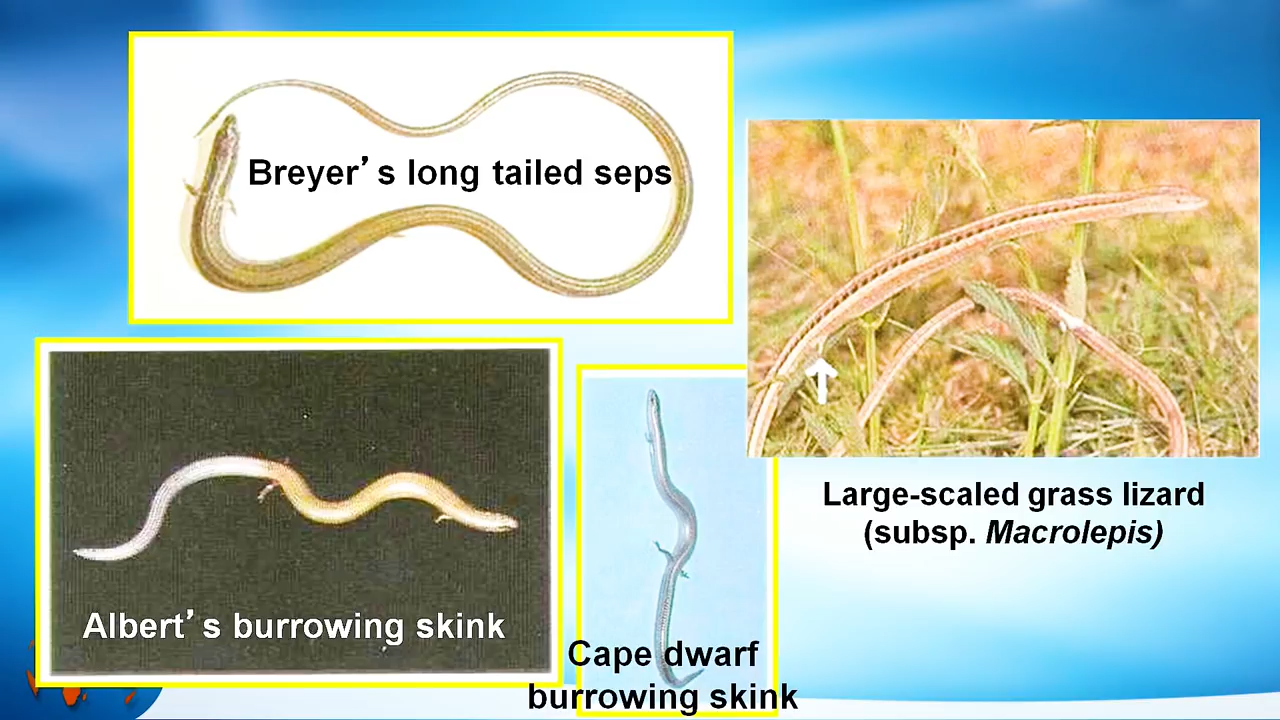 Breyer’s long tailed seps
Large-scaled grass lizard
(subsp. Macrolepis)
Albert’s burrowing skink
Cape dwarf
burrowing skink